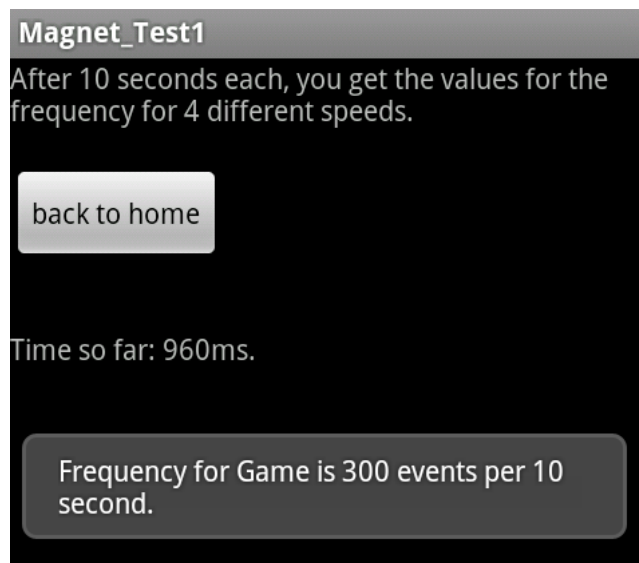 Magnet_Test1
After 10 seconds each, you get the values for the
frequency for 4 different speeds.
back to home
Time so far: 960ms.
Frequency for Game is 300 events per 10
second.